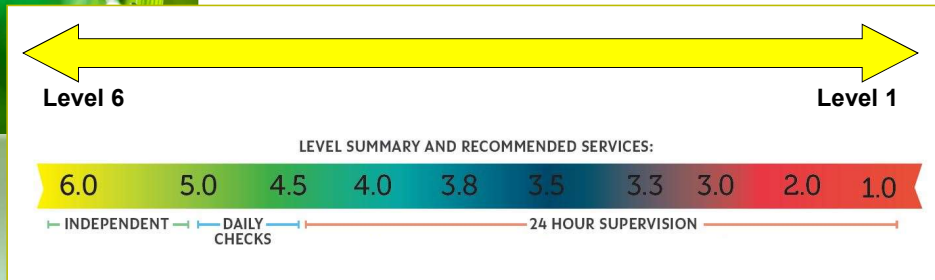 Level 6 Level 1
LEVEL SUMMARY AND RECOMMENDED SERVICES:
6.0 5.0 4.5 4.0 3.8 3.5 3.3 3.0 2.0 1.0
INDEPENDENT DAILY CHECKS 24 HOUR SUPERVISION